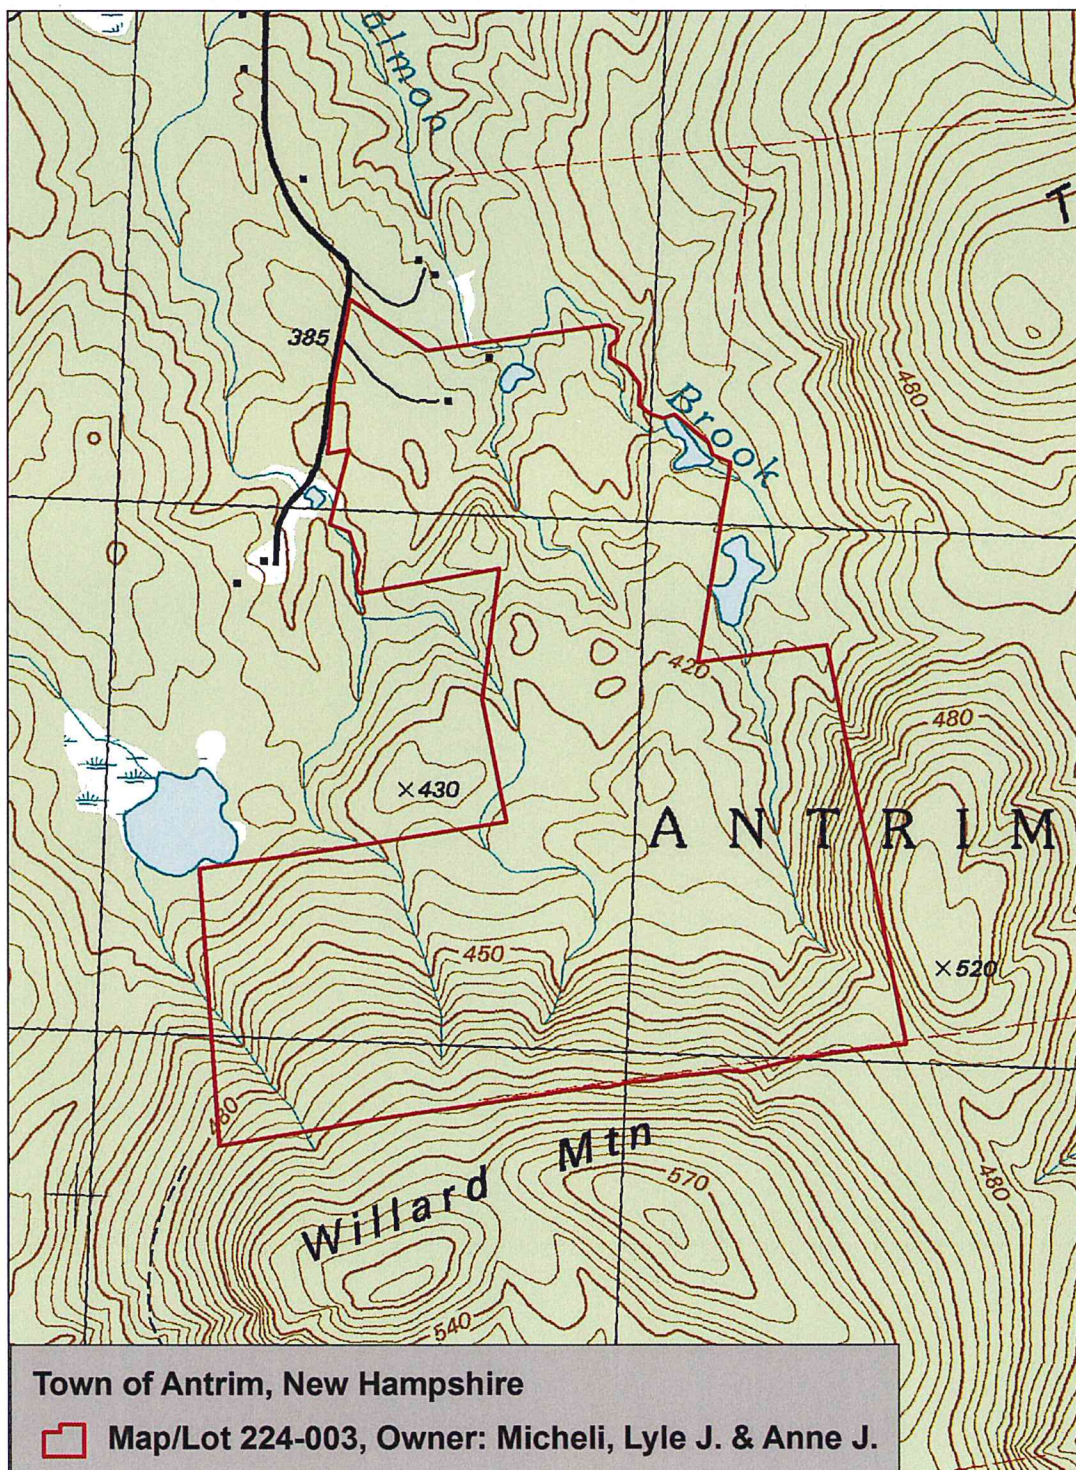 almon
T
385
480
Brook
420
480
×430
ANTRIM
450
×520
480
Mtn
570
480
Willard
540
Town of Antrim, New Hampshire
Map/Lot 224-003, Owner: Micheli, Lyle J. & Anne J.